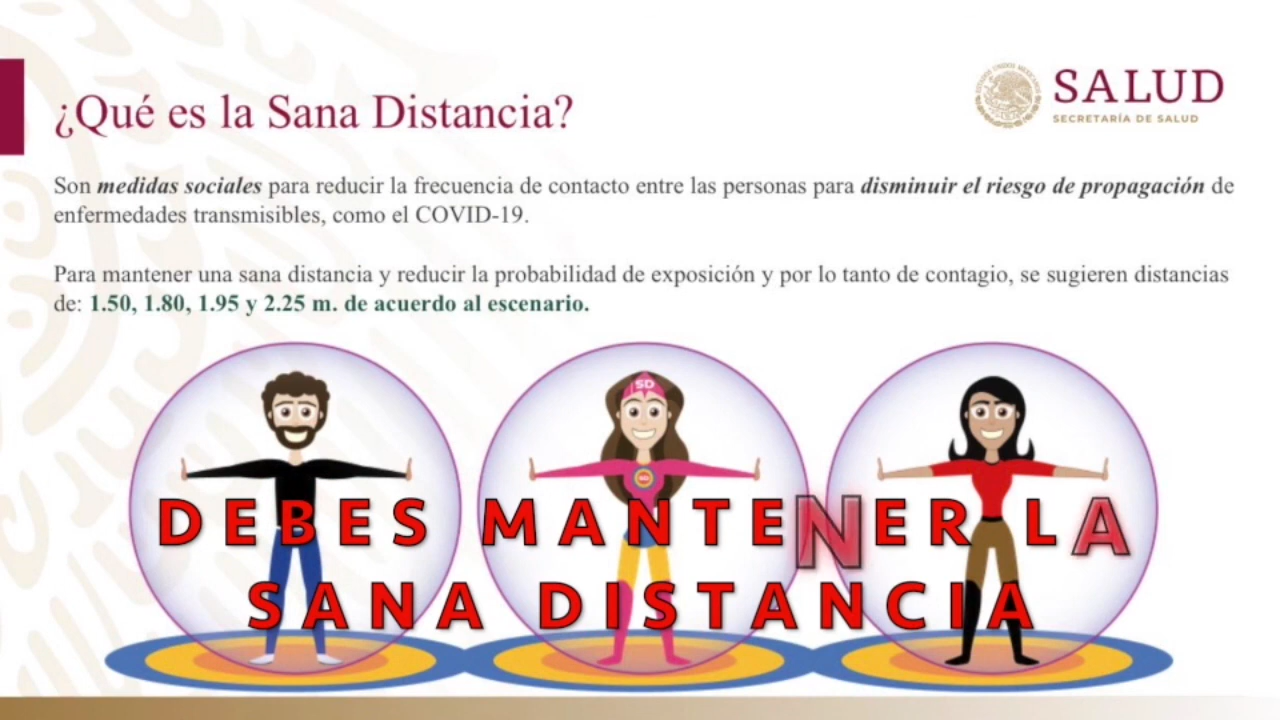 SALUD
SECRETARÍA DE SALUD
¿Qué es la Sana Distancia?
Son medidas sociales para reducir la frecuencia de contacto entre las personas para disminuir el riesgo de propagación de
enfermedades transmisibles, como el COVID-19.
Para mantener una sana distancia y reducir la probabilidad de exposición y por lo tanto de contagio, se sugieren distancias
de: 1.50, 1.80, 1.95 y 2.25 m. de acuerdo al escenario.
SD
DEBES MANTENER LA
SANA DISTANCIA